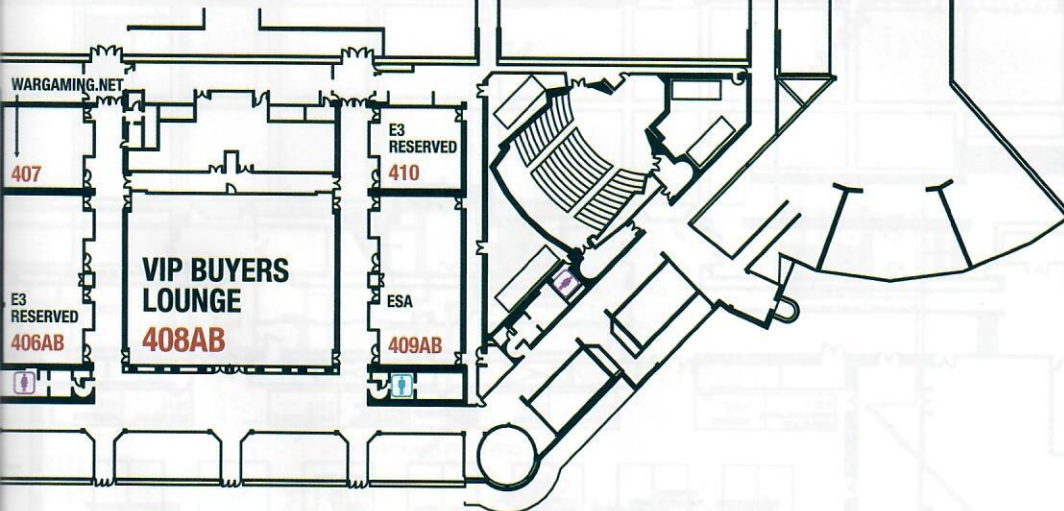 WARGAMING.NET
407
E3
RESERVED
410
VIP BUYERS
LOUNGE
408AB
E3
RESERVED
406AB
ESA
409AB